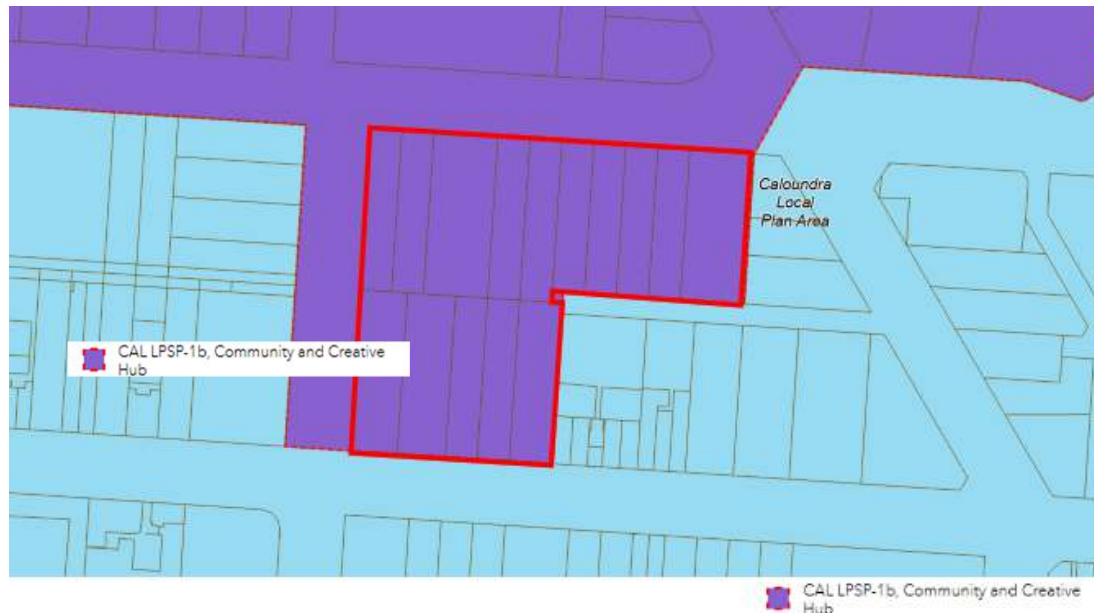 Caloundra
Local
Plan Area
CAL LPSP-1b, Community and Creative
Hub
CAL LPSP-1b, Community and Creative
Hub